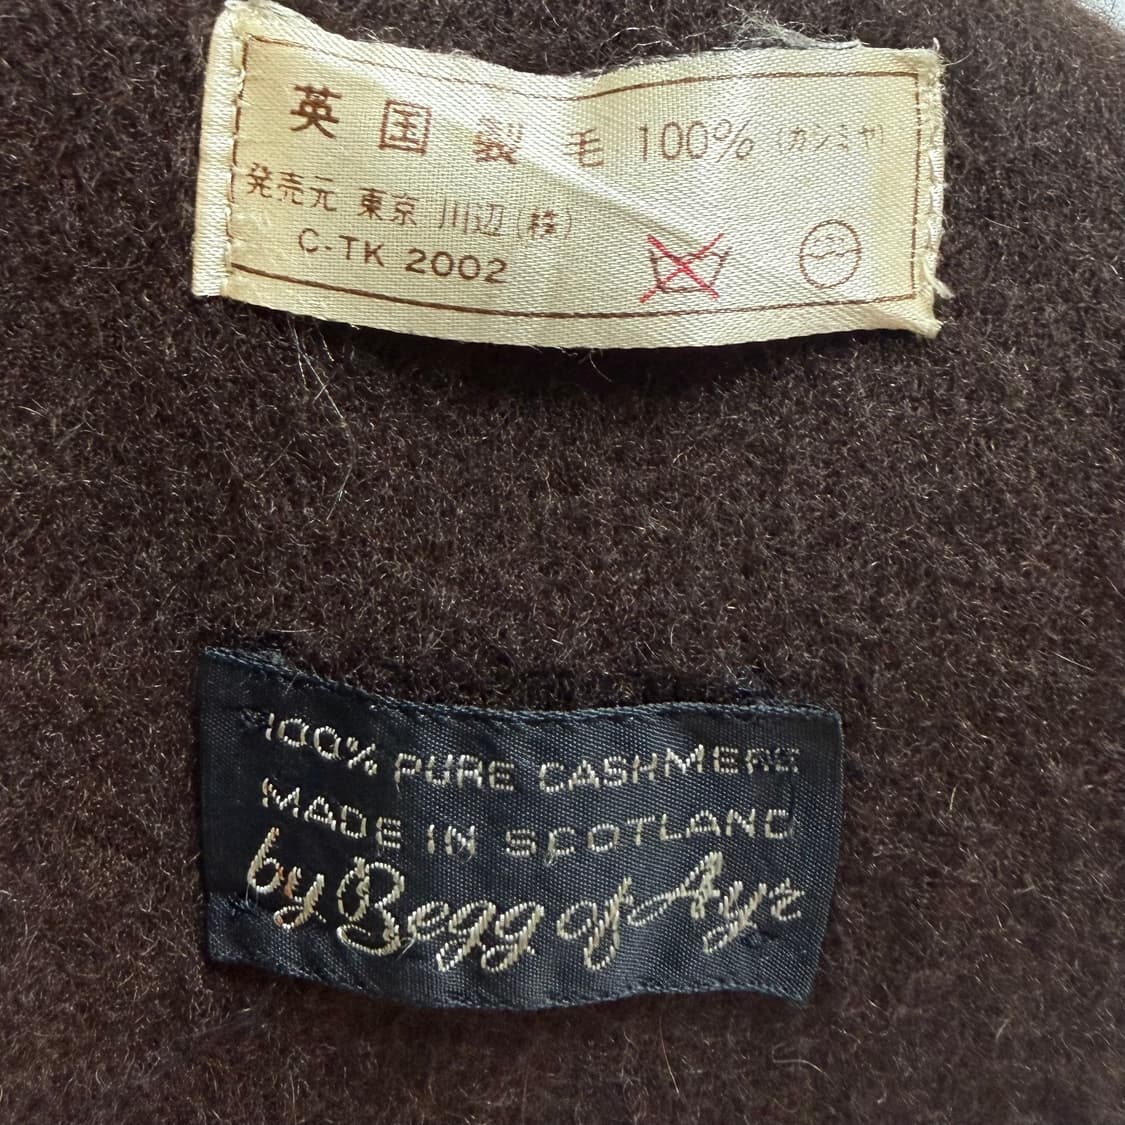 英国製 毛 100% (カシミヤ)
発売元 東京 川辺(株)
C-TK 2002
100% PURE CASHMERE
MADE IN SCOTLAND
by Begg of Ayr